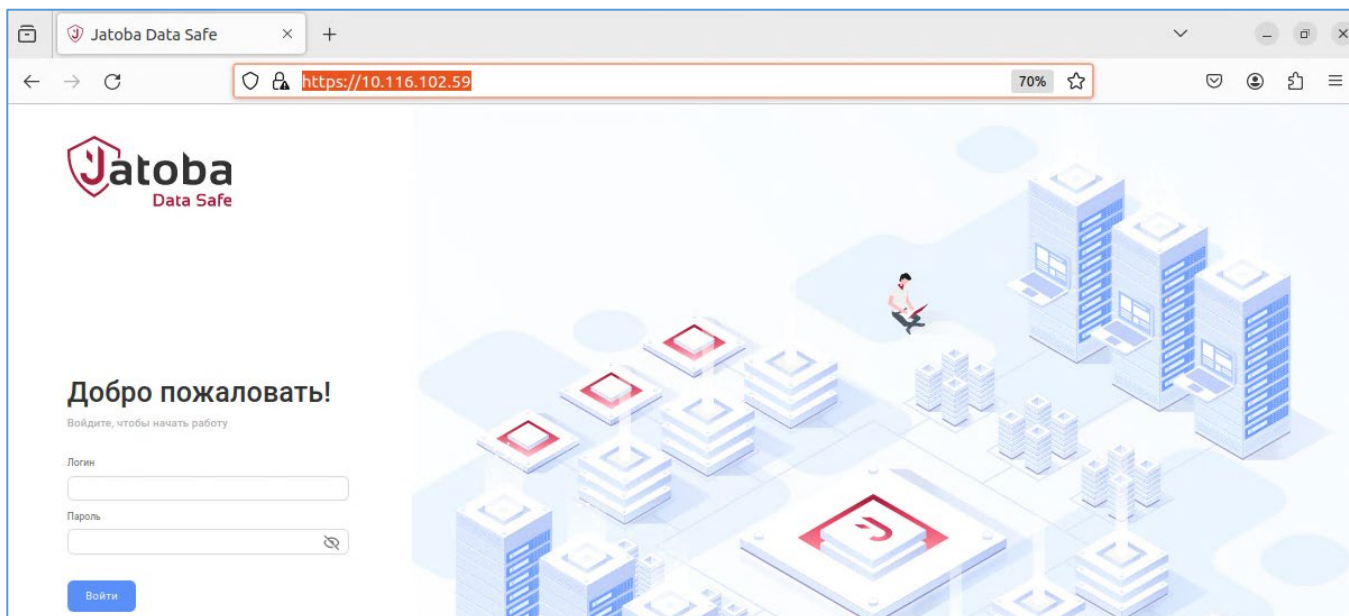 Jatoba Data Safe
https://10.116.102.59
70%
Jatoba
Data Safe
Добро пожаловать!
Войдите, чтобы начать работу
Логин
Пароль
Войти